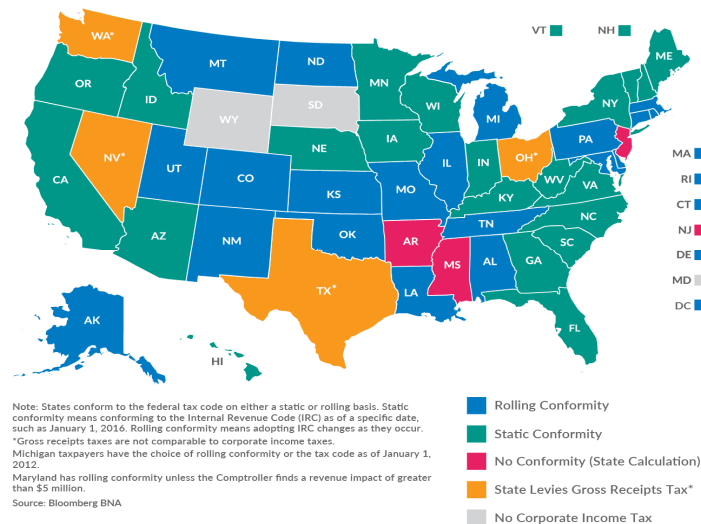 WA*
VT
NH
ME
MT
ND
MN
OR
ID
WI
NY
SD
WY
MI
IA
PA
NE
NV*
OH*
IL
IN
MA
UT
WV
CO
VA
RI
CA
KS
MO
KY
CT
NC
TN
NJ
OK
AZ
NM
AR
SC
DE
MS
AL
GA
MD
TX*
LA
DC
AK
FL
HI
Note: States conform to the federal tax code on either a static or rolling basis. Static
conformity means conforming to the Internal Revenue Code (IRC) as of a specific date,
such as January 1, 2016. Rolling conformity means adopting IRC changes as they occur.
*Gross receipts taxes are not comparable to corporate income taxes.
Michigan taxpayers have the choice of rolling conformity or the tax code as of January 1,
2012.
Maryland has rolling conformity unless the Comptroller finds a revenue impact of greater
than $5 million.
Source: Bloomberg BNA
Rolling Conformity
Static Conformity
No Conformity (State Calculation)
State Levies Gross Receipts Tax*
No Corporate Income Tax